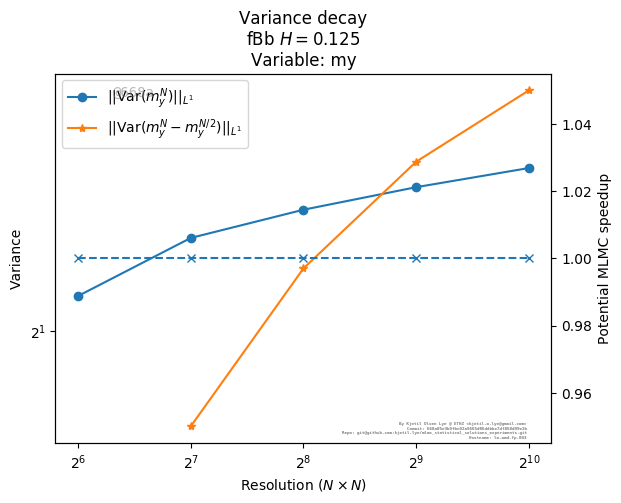 Variance decay
fBb H = 0.125
Variable: my
||Var(m_y^N)||_{L^1}
||Var(m_y^N − m_y^{N/2})||_{L^1}
Variance
2^1
Potential MLMC speedup
1.04
1.02
1.00
0.98
0.96
2^6 2^7 2^8 2^9 2^10
Resolution (N × N)